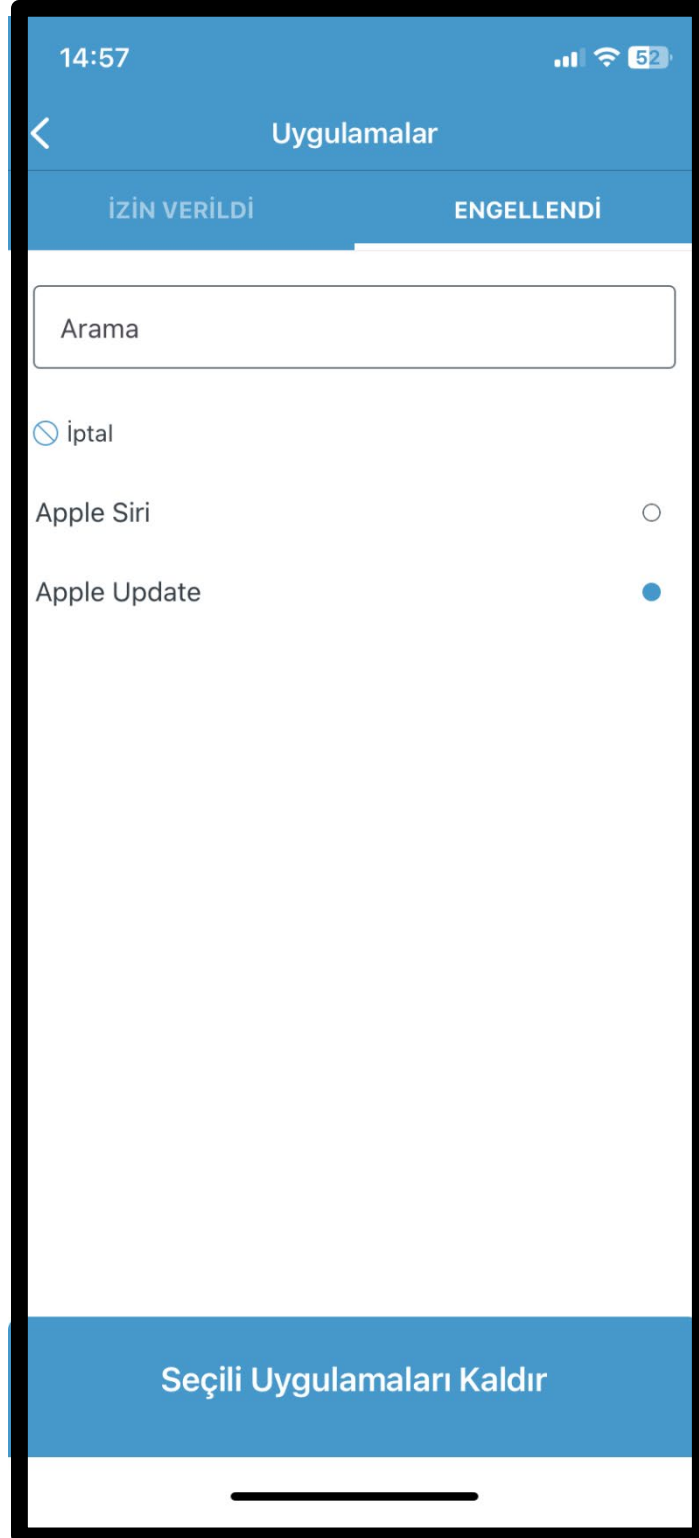 14:57
52
Uygulamalar
İZİN VERİLDİ
ENGELLENDİ
Arama
İptal
Apple Siri
Apple Update
Seçili Uygulamaları Kaldır